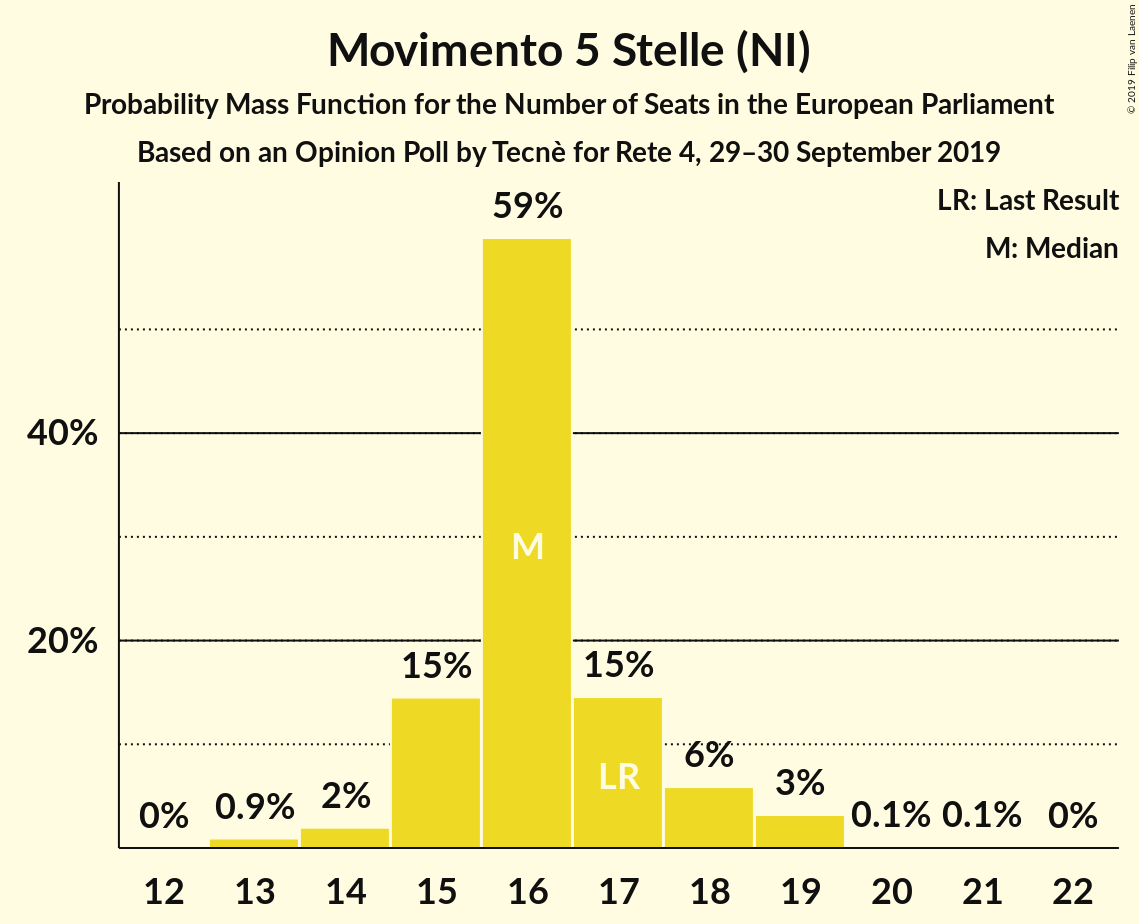 Movimento 5 Stelle (NI)
Probability Mass Function for the Number of Seats in the European Parliament
Based on an Opinion Poll by Tecnè for Rete 4, 29–30 September 2019
© 2019 Filip van Laenen
LR: Last Result
M: Median
59%
40%
M
20%
15%
15%
LR
6%
3%
2%
0.9%
0%
0.1%
0.1%
0%
12 13 14 15 16 17 18 19 20 21 22